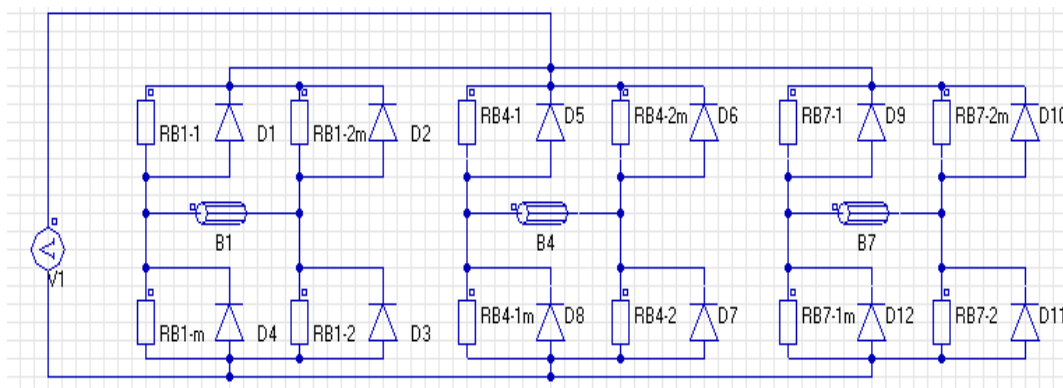 RB1-1 D1 RB1-2m D2 RB4-1 D5 RB4-2m D6 RB7-1 D9 RB7-2m D10
B1 B4 B7
V1
RB1-m D4 RB1-2 D3 RB4-1m D8 RB4-2 D7 RB7-1m D12 RB7-2 D11